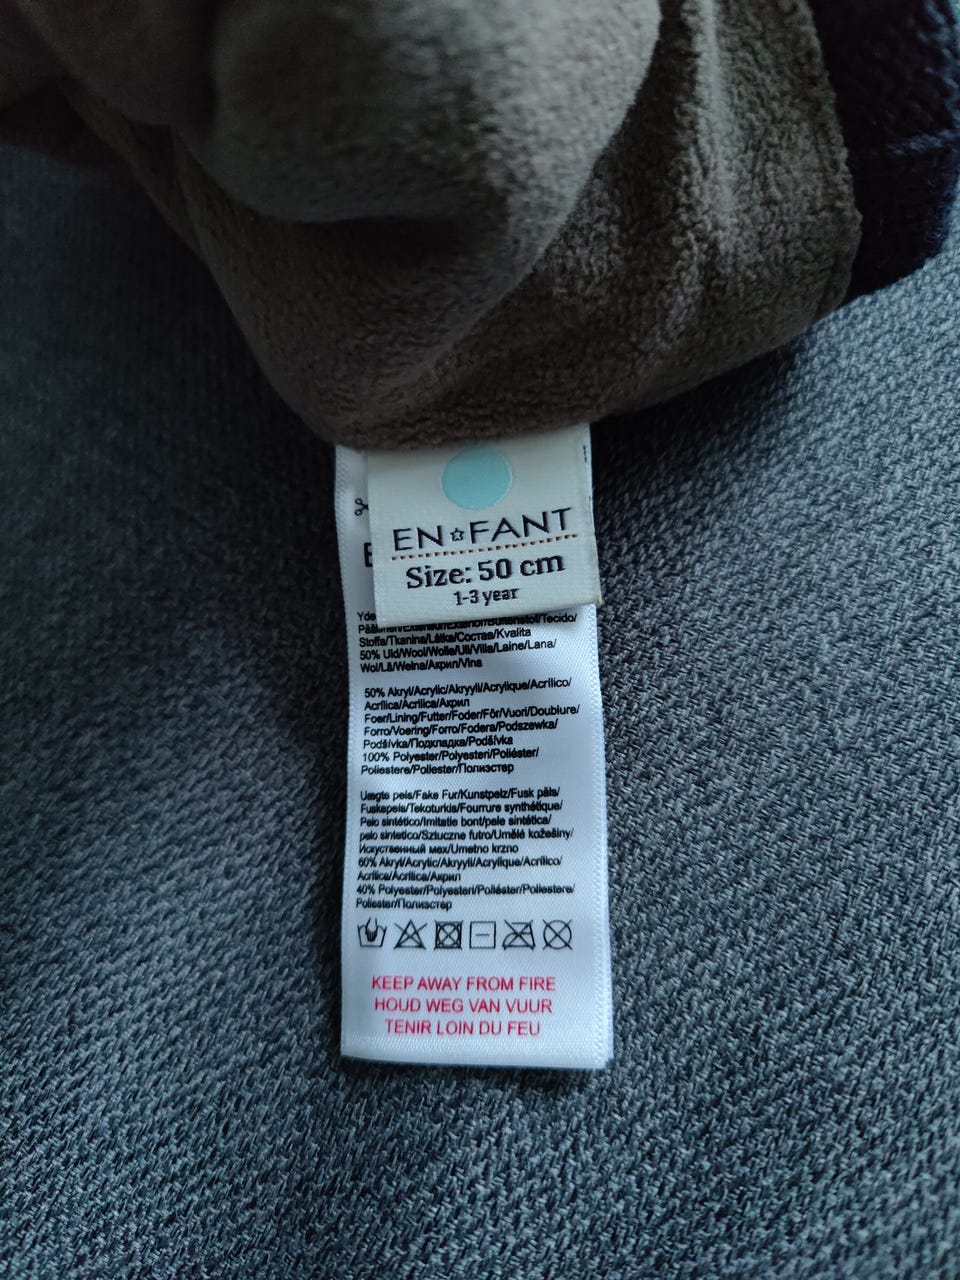 EN☆FANT
Size: 50 cm
1-3 year
Yde
Stoffa/Tkanina/Látka/Состав/Kvalita
50% Uld/Wool/Wolle/Ull/Villa/Laine/Lana/
Wol/Lã/Wełna/Акрил/Vlna
50% Akryl/Acrylic/Akryyli/Acrylique/Acrílico/
Acrílica/Acrilica/Акрил
Foer/Lining/Futter/Foder/Fôr/Vuori/Doublure/
Forro/Voering/Forro/Fodera/Podszewka/
Podšívka/Подкладка/Podšívka
100% Polyester/Polyesteri/Poliéster/
Poliestere/Poliester/Полиэстер
Uægte pels/Fake Fur/Kunstpelz/Fusk päls/
Fuskepels/Tekoturkis/Fourrure synthétique/
Pelo sintético/Imitatie bont/pele sintética/
pelo sintetico/Sztuczne futro/Umělé kožešiny/
Искуственный мех/Umetno krzno
60% Akryl/Acrylic/Akryyli/Acrylique/Acrílico/
Acrílica/Acrilica/Акрил
40% Polyester/Polyesteri/Poliéster/Poliestere/
Poliester/Полиэстер
KEEP AWAY FROM FIRE
HOUD WEG VAN VUUR
TENIR LOIN DU FEU